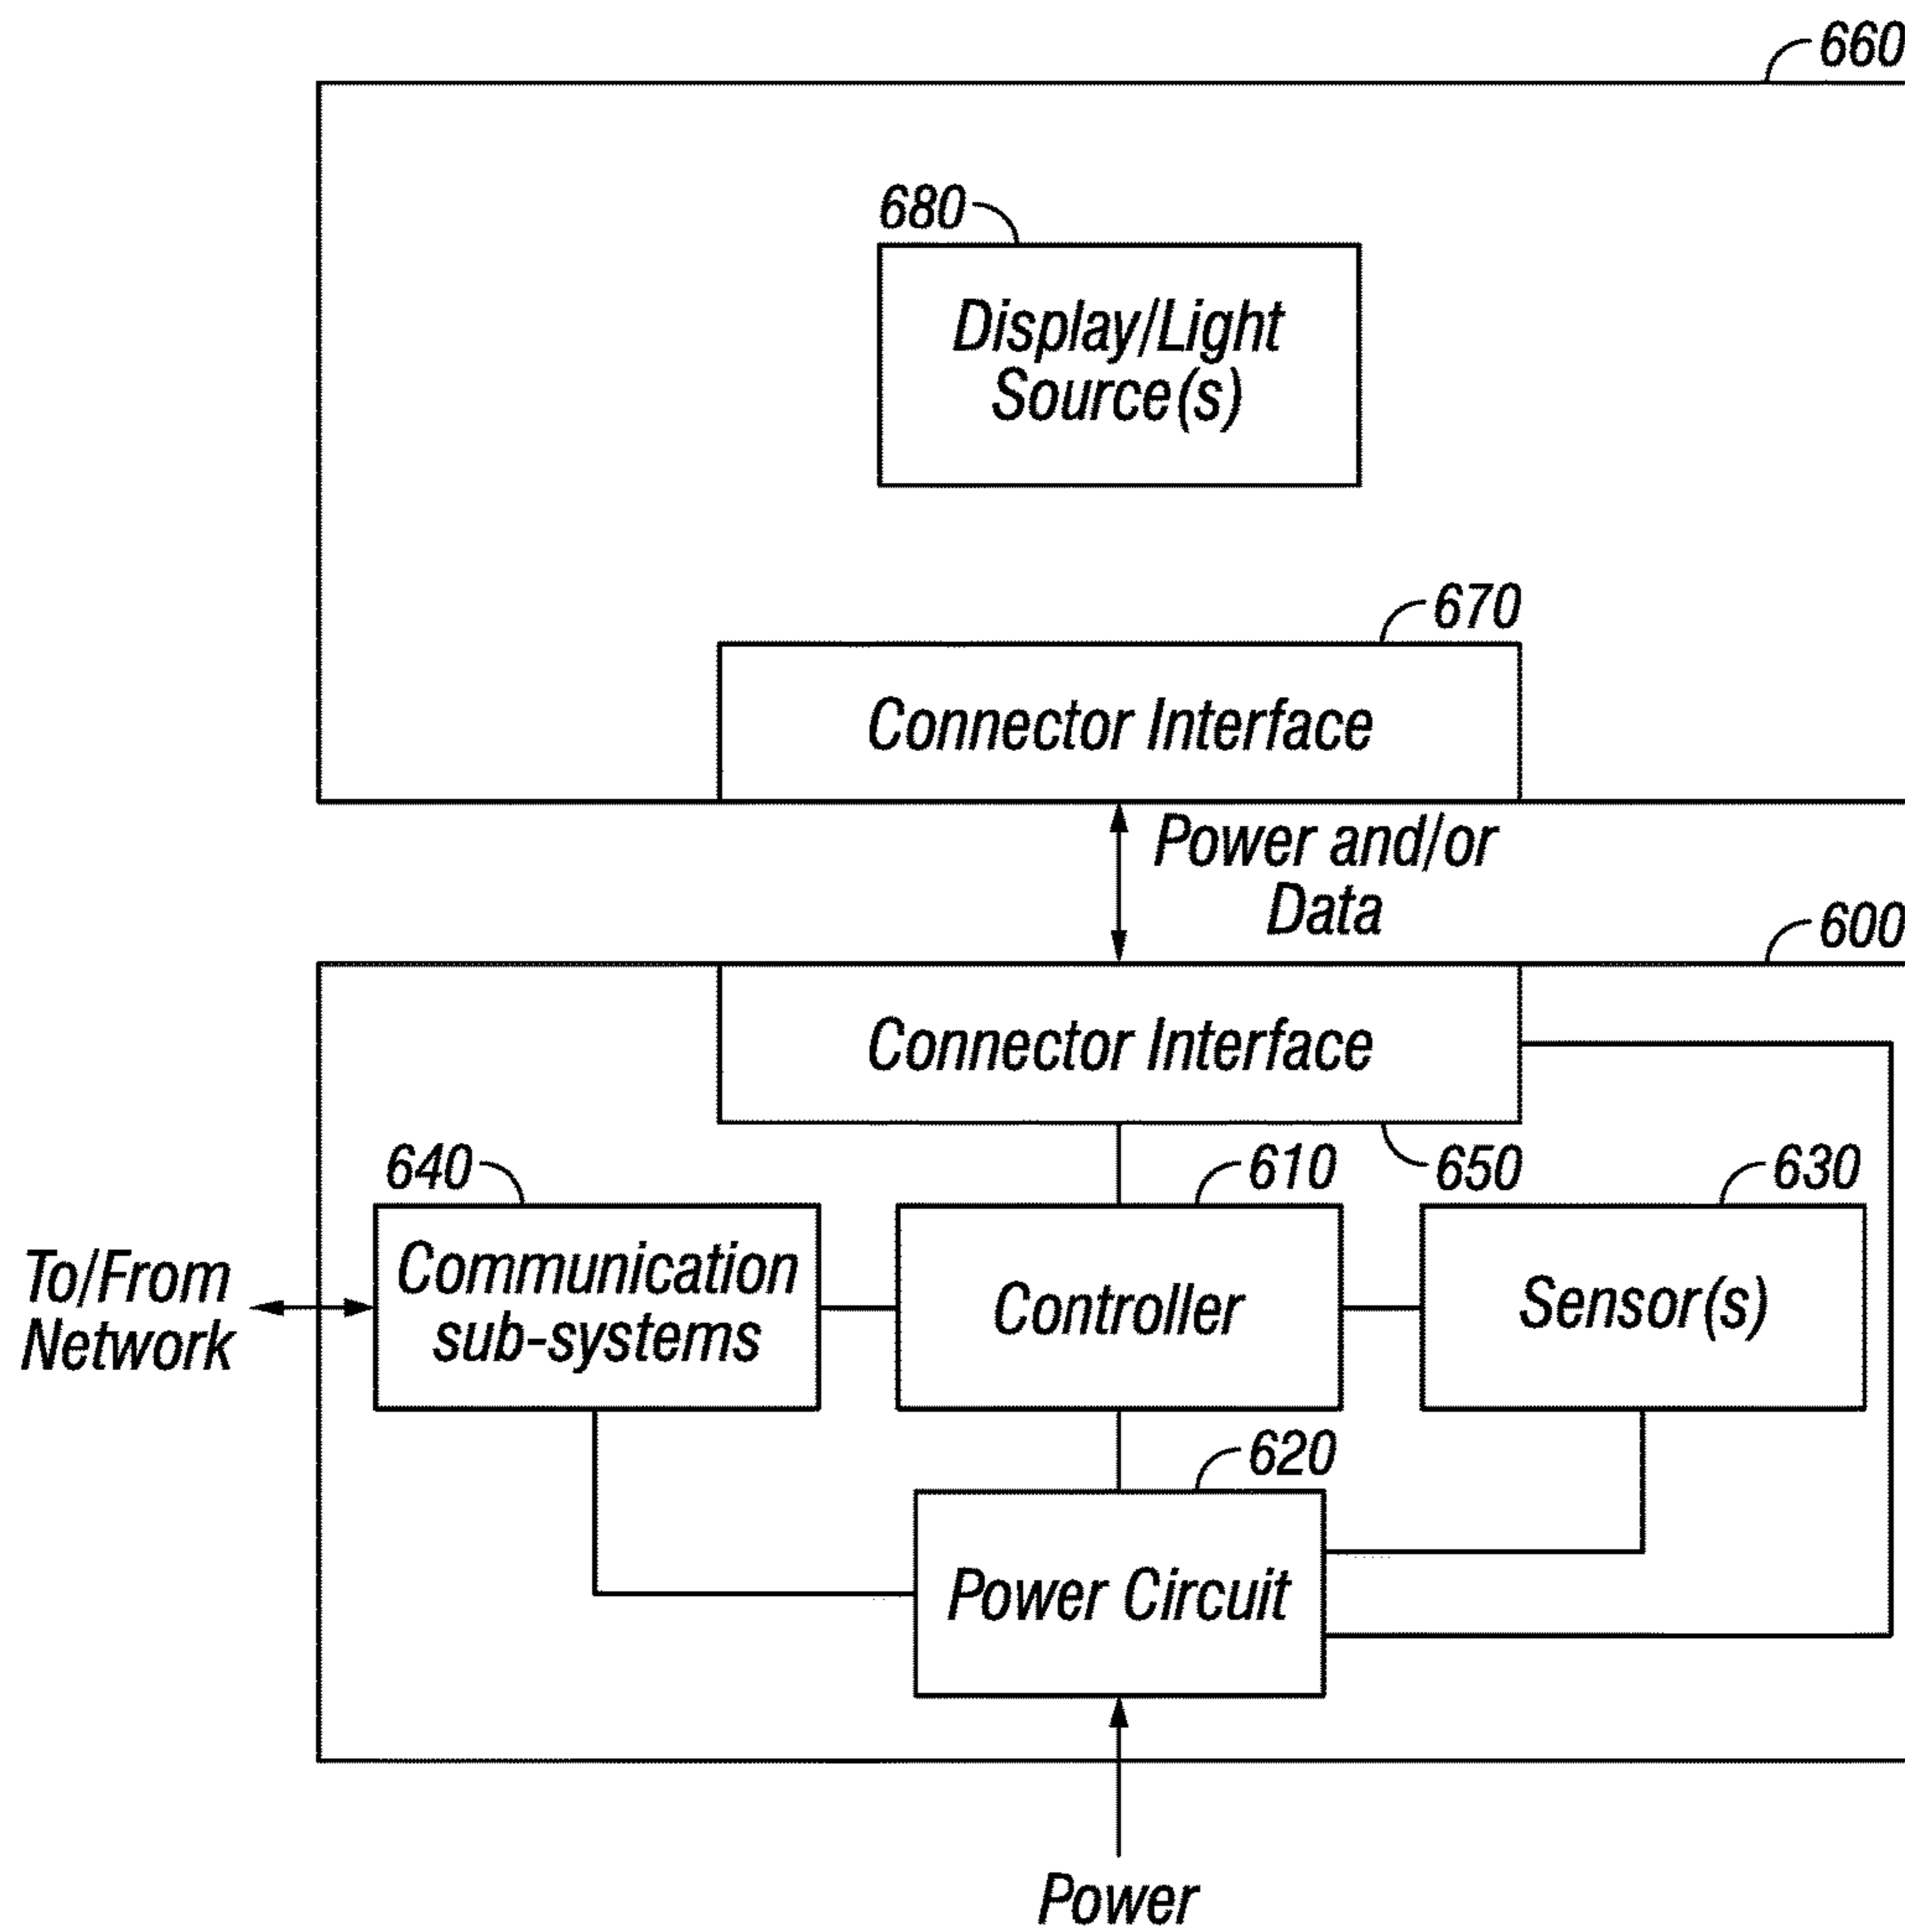 660
680
Display/Light
Source(s)
670
Connector Interface
Power and/or
Data
600
Connector Interface
640
610
650
630
To/From
Network
Communication
sub-systems
Controller
Sensor(s)
620
Power Circuit
Power